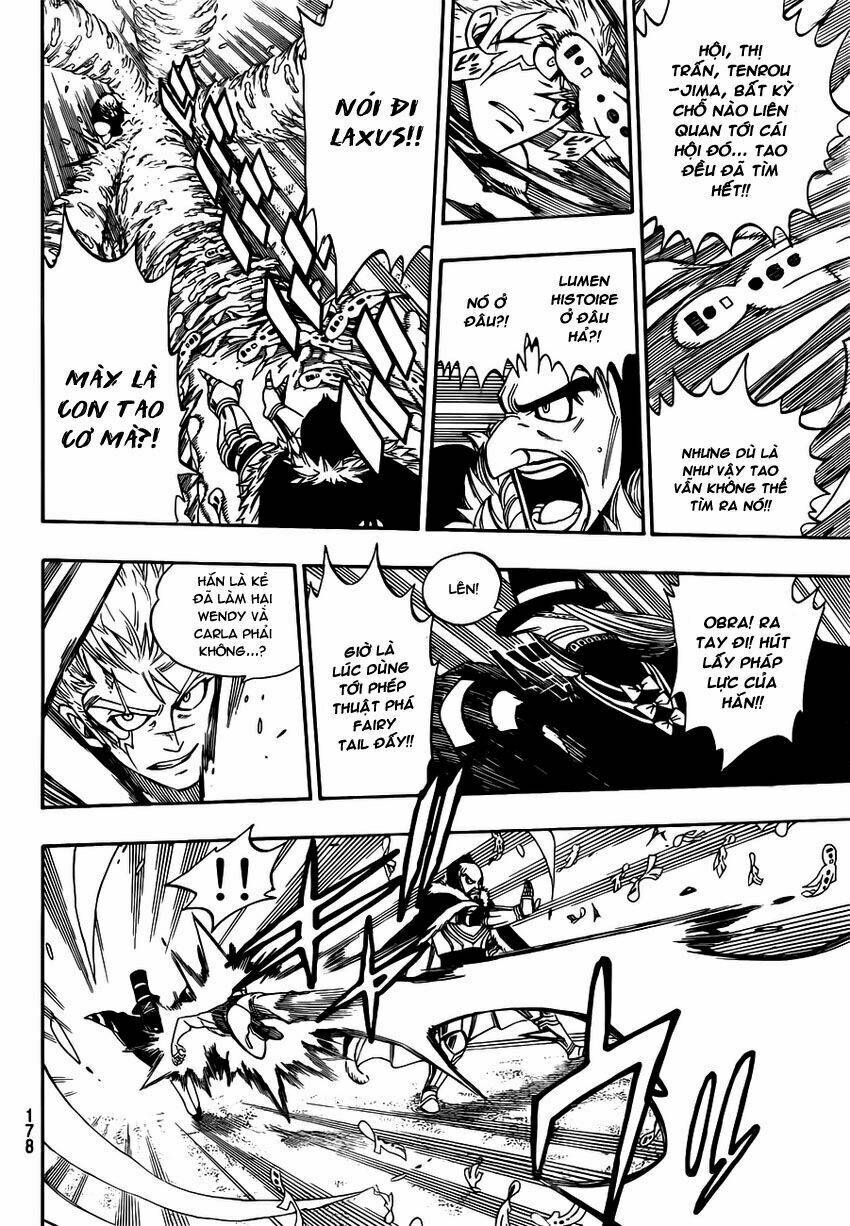 HỘI, THỊ
TRẤN, TENROU
-JIMA, BẤT KỲ
CHỖ NÀO LIÊN
QUAN TỚI CÁI
HỘI ĐÓ... TAO
ĐỀU ĐÃ TÌM
HẾT!!
NHƯNG DÙ LÀ
NHƯ VẬY TAO
VẪN KHÔNG THỂ
TÌM RA NÓ!!
LUMEN
HISTOIRE
Ở ĐÂU
HẢ?!
NÓ Ở
ĐÂU?!
NÓI ĐI
LAXUS!!
MÀY LÀ
CON TAO
CƠ MÀ?!
OBRA! RA
TAY ĐI! HÚT
LẤY PHÁP
LỰC CỦA
HẮN!!
LÊN!
GIỜ LÀ
LÚC DÙNG
TỚI PHÉP
THUẬT PHÁ
FAIRY
TAIL ĐẤY!!
HẮN LÀ KẺ
ĐÃ LÀM HẠI
WENDY VÀ
CARLA PHẢI
KHÔNG...?
!!
178